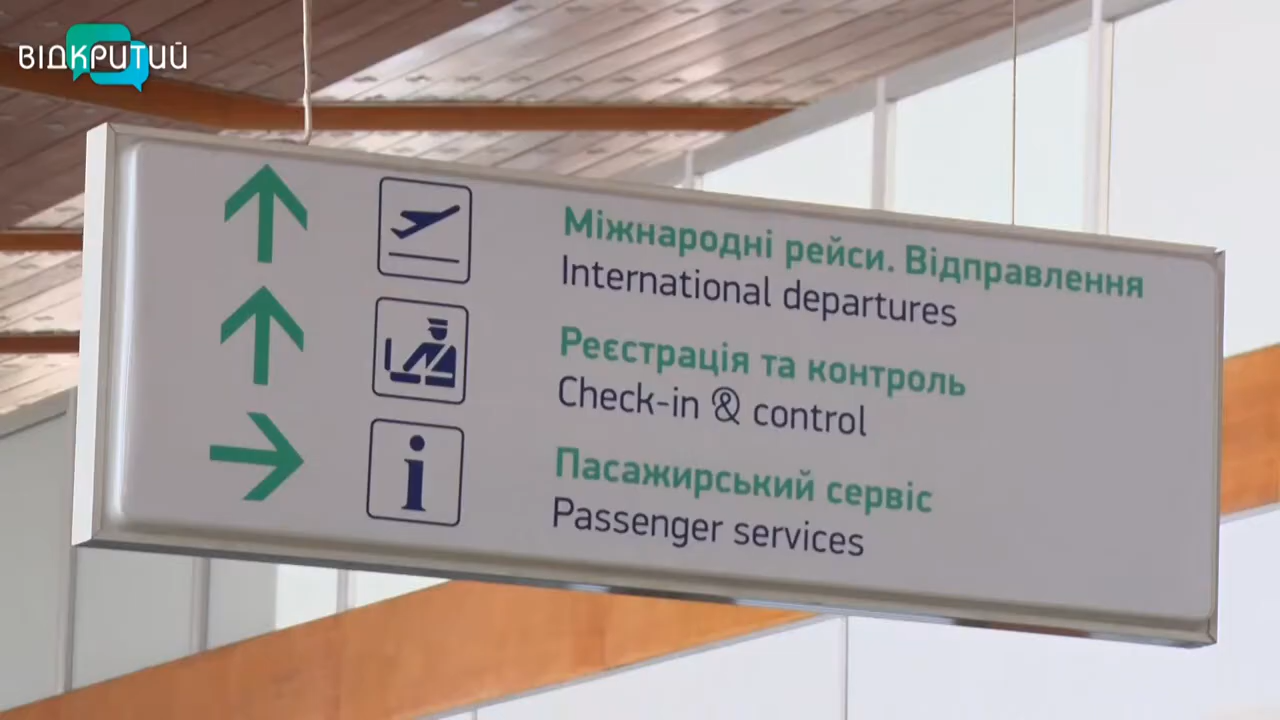 ВІДКРИТИЙ
Міжнародні рейси. Відправлення
International departures
Реєстрація та контроль
Check-in & control
Пасажирський сервіс
Passenger services